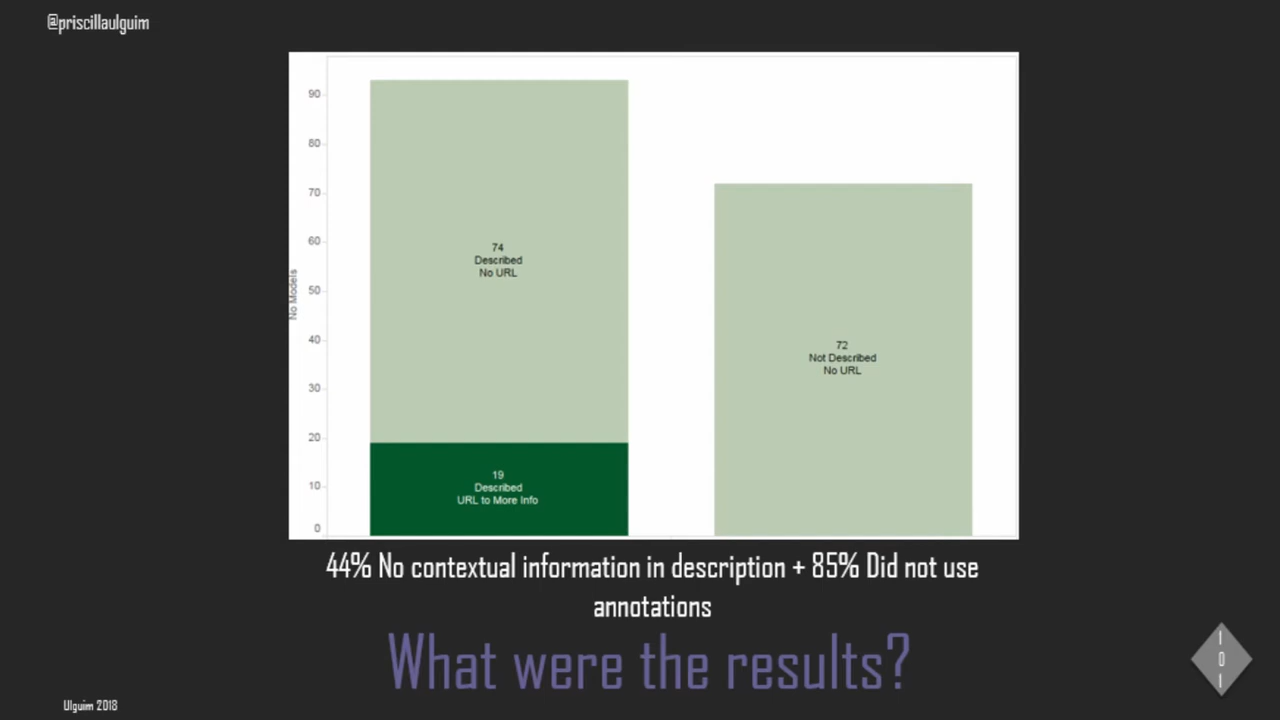 @priscillaulguim
90
80
70
60
50
40
30
20
10
0
No Models
74
Described
No URL
19
Described
URL to More Info
72
Not Described
No URL
44% No contextual information in description + 85% Did not use
annotations
What were the results?
I
0
I
Ulguim 2018